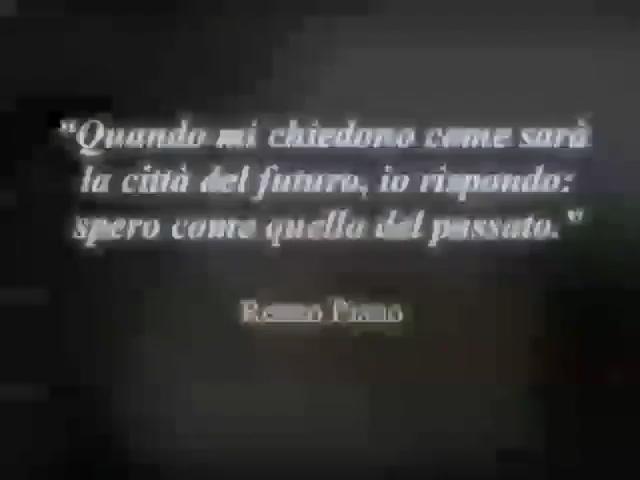 "Quando mi chiedono come sarà
la città del futuro, io rispondo:
spero come quella del passato."
Renzo Piano